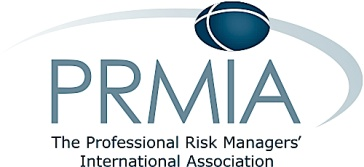 PRMIA
The Professional Risk Managers'
International Association